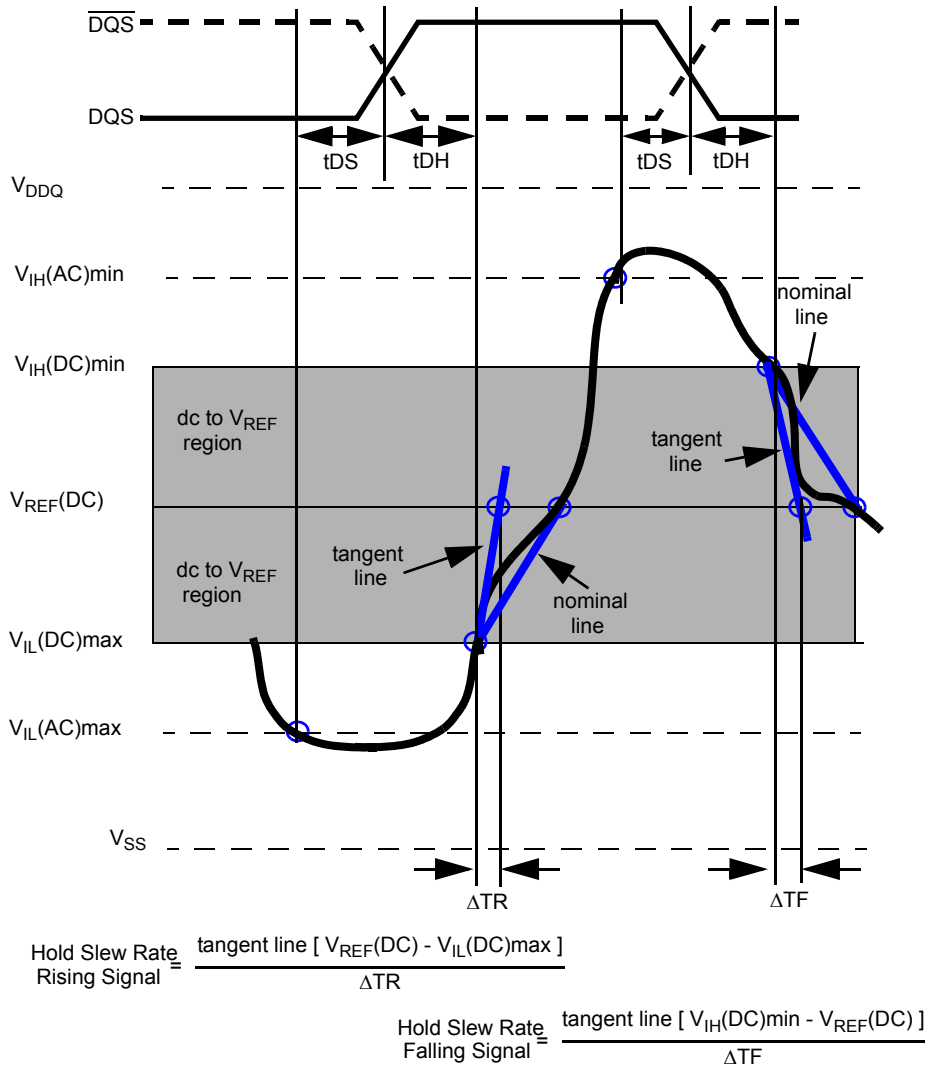 DQS
DQS
tDS
tDH
tDS
tDH
VDDQ
VIH(AC)min
nominal
line
VIH(DC)min
dc to VREF
region
tangent
line
VREF(DC)
tangent
line
dc to VREF
region
nominal
line
VIL(DC)max
VIL(AC)max
VSS
ΔTR
ΔTF
Hold Slew Rate
Rising Signal
=
tangent line [ VREF(DC) - VIL(DC)max ]
ΔTR
Hold Slew Rate
Falling Signal
=
tangent line [ VIH(DC)min - VREF(DC) ]
ΔTF